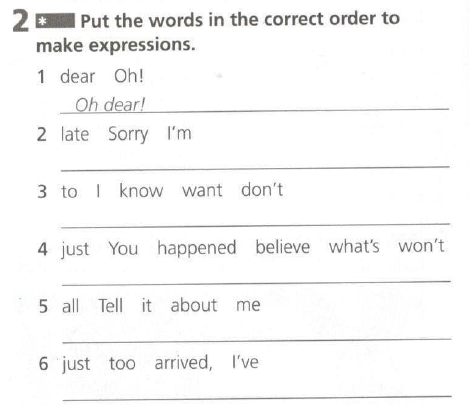 2 * Put the words in the correct order to
make expressions.
1 dear Oh!
Oh dear!
2 late Sorry I'm
3 to I know want don't
4 just You happened believe what's won't
5 all Tell it about me
6 just too arrived, I've